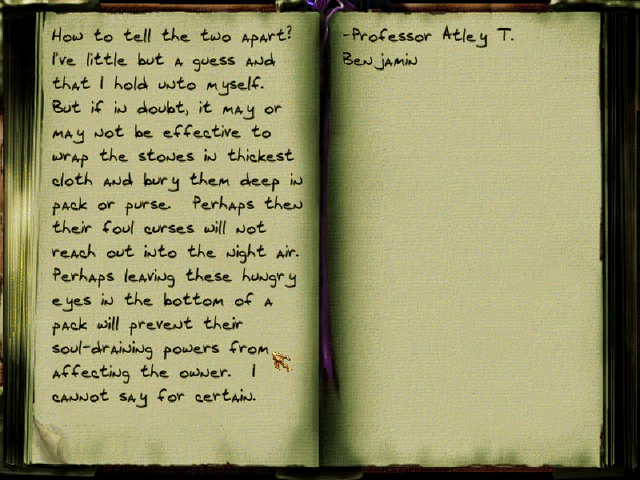 How to tell the two apart?
I've little but a guess and
that I hold unto myself.
But if in doubt, it may or
may not be effective to
wrap the stones in thickest
cloth and bury them deep in
pack or purse.  Perhaps then
their foul curses will not
reach out into the night air.
Perhaps leaving these hungry
eyes in the bottom of a
pack will prevent their
soul-draining powers from
affecting the owner.  I
cannot say for certain.
-Professor Atley T.
Benjamin